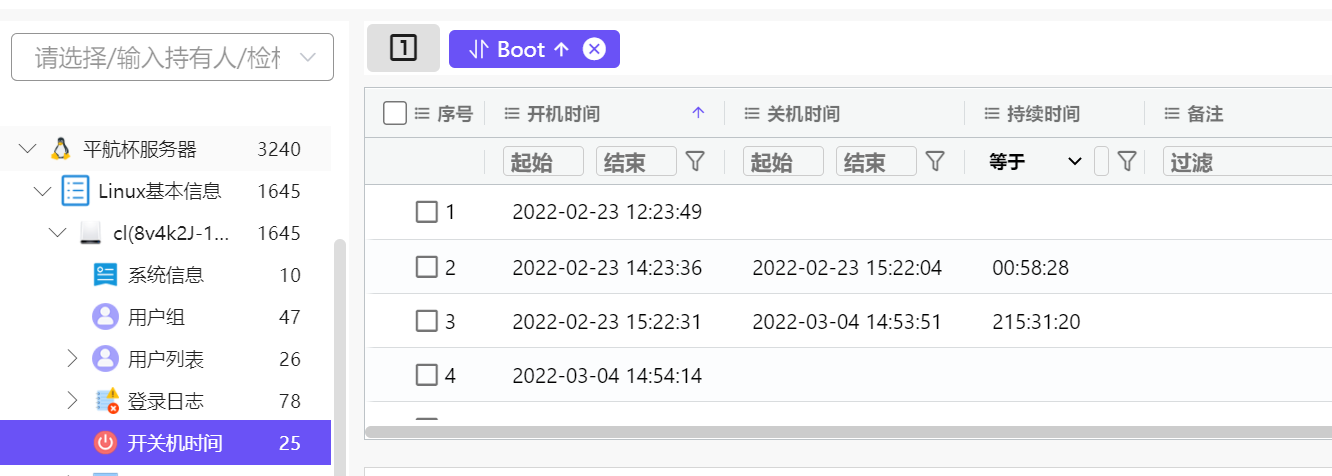 请选择/输入持有人/检材
1 Boot
序号 开机时间 关机时间 持续时间 备注
起始 结束 起始 结束 等于 过滤
平航杯服务器 3240
Linux基本信息 1645
cl(8v4k2J-1... 1645
系统信息 10
用户组 47
用户列表 26
登录日志 78
开关机时间 25
1 2022-02-23 12:23:49
2 2022-02-23 14:23:36 2022-02-23 15:22:04 00:58:28
3 2022-02-23 15:22:31 2022-03-04 14:53:51 215:31:20
4 2022-03-04 14:54:14